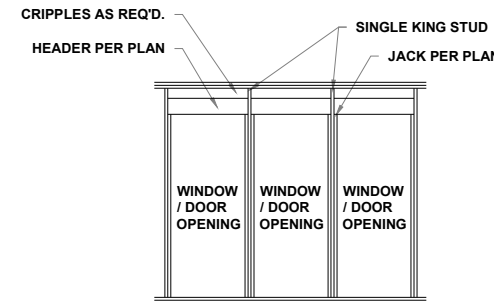 CRIPPLES AS REQ'D.
HEADER PER PLAN
SINGLE KING STUD
JACK PER PLAN
WINDOW
/ DOOR
OPENING
WINDOW
/ DOOR
OPENING
WINDOW
/ DOOR
OPENING